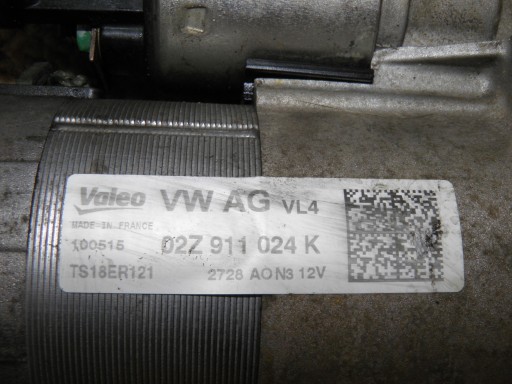 Valeo VW AG VL4
MADE IN FRANCE
100515 02Z 911 024 K
TS18ER121 2728 AON3 12V